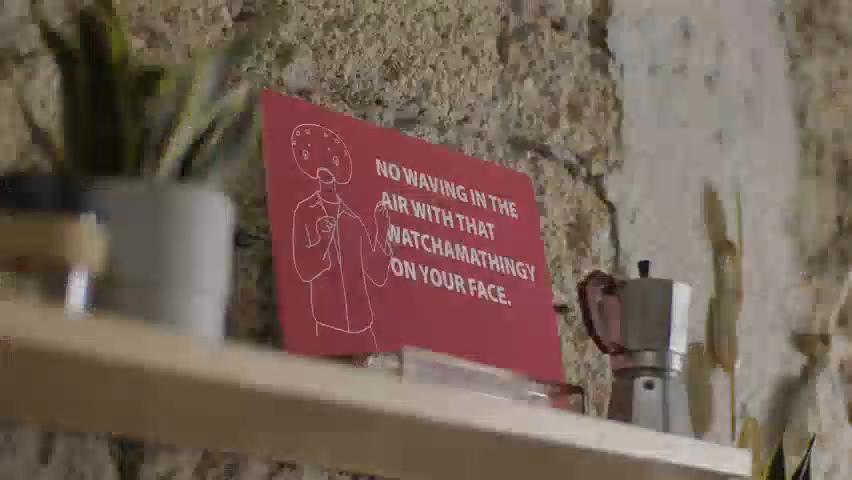 NO WAVING IN THE
AIR WITH THAT
WATCHAMATHINGY
ON YOUR FACE.